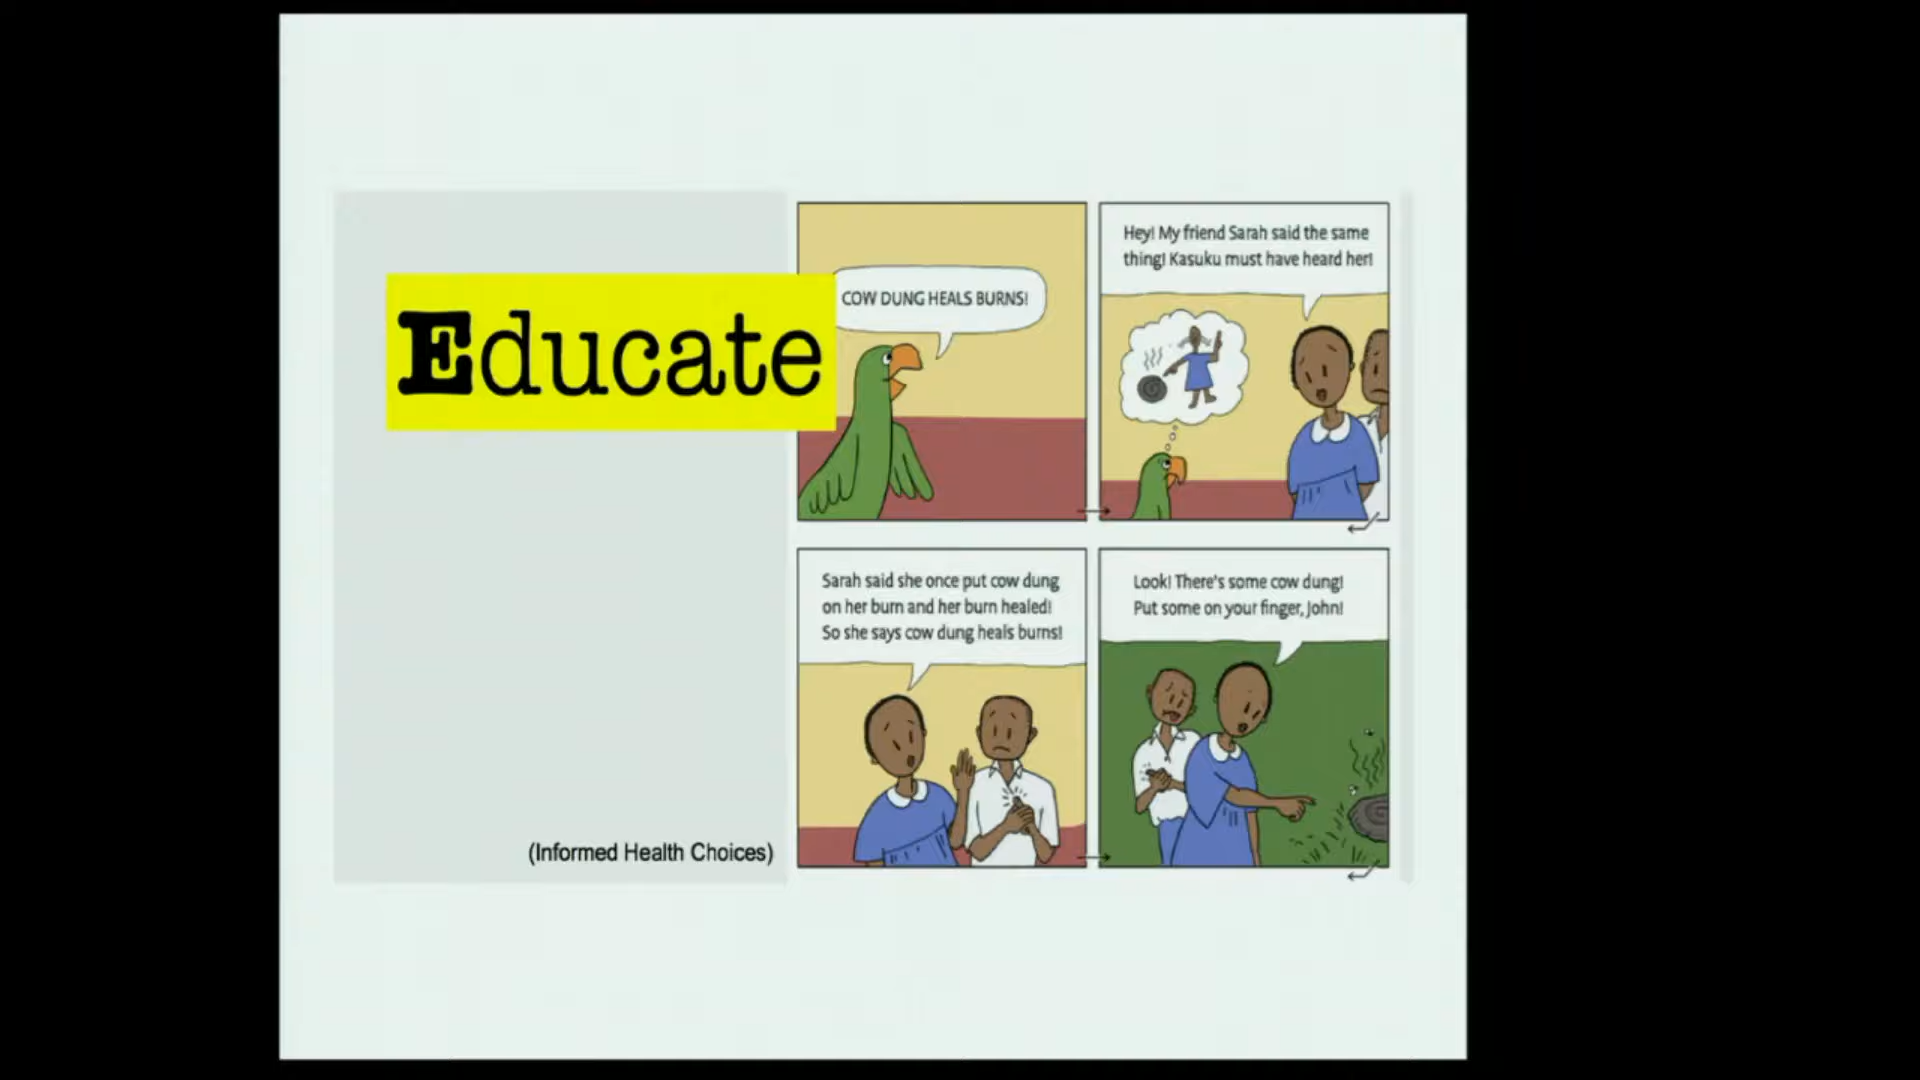 Educate
(Informed Health Choices)
COW DUNG HEALS BURNS!
Hey! My friend Sarah said the same
thing! Kasuku must have heard her!
Sarah said she once put cow dung
on her burn and her burn healed!
So she says cow dung heals burns!
Look! There's some cow dung!
Put some on your finger, John!